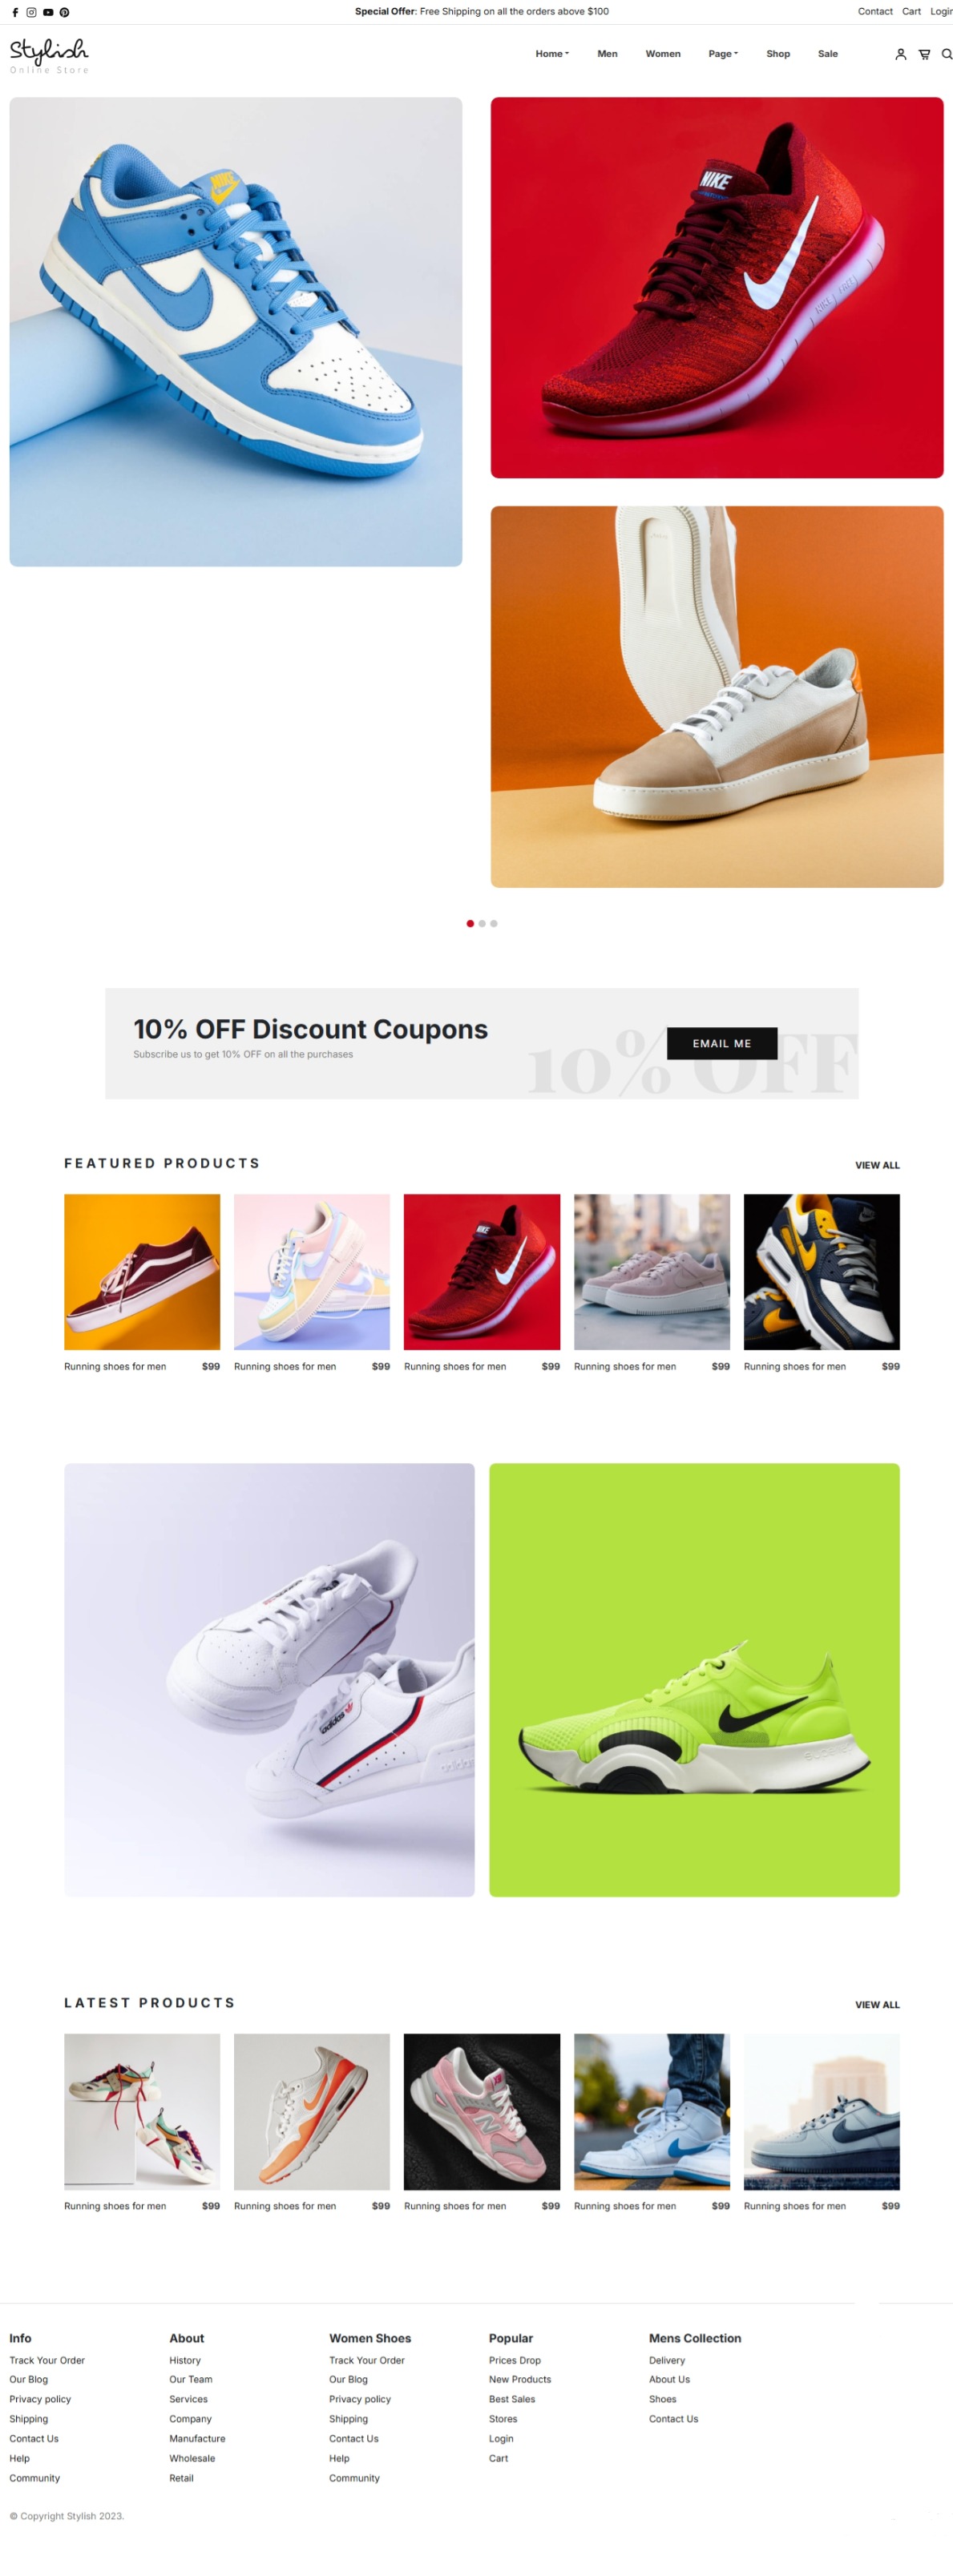 Special Offer: Free Shipping on all the orders above $100
Contact Cart Login
Stylish
Online Store
Home Men Women Page Shop Sale
NIKE
NIKE
NIKE FREE
10% OFF Discount Coupons
Subscribe us to get 10% OFF on all the purchases
10% OFF
EMAIL ME
FEATURED PRODUCTS
VIEW ALL
NIKE
Running shoes for men $99
Running shoes for men $99
Running shoes for men $99
Running shoes for men $99
Running shoes for men $99
adidas
adidas
LATEST PRODUCTS
VIEW ALL
Running shoes for men $99
Running shoes for men $99
Running shoes for men $99
Running shoes for men $99
Running shoes for men $99
Info
Track Your Order
Our Blog
Privacy policy
Shipping
Contact Us
Help
Community
About
History
Our Team
Services
Company
Manufacture
Wholesale
Retail
Women Shoes
Track Your Order
Our Blog
Privacy policy
Shipping
Contact Us
Help
Community
Popular
Prices Drop
New Products
Best Sales
Stores
Login
Cart
Mens Collection
Delivery
About Us
Shoes
Contact Us
© Copyright Stylish 2023.